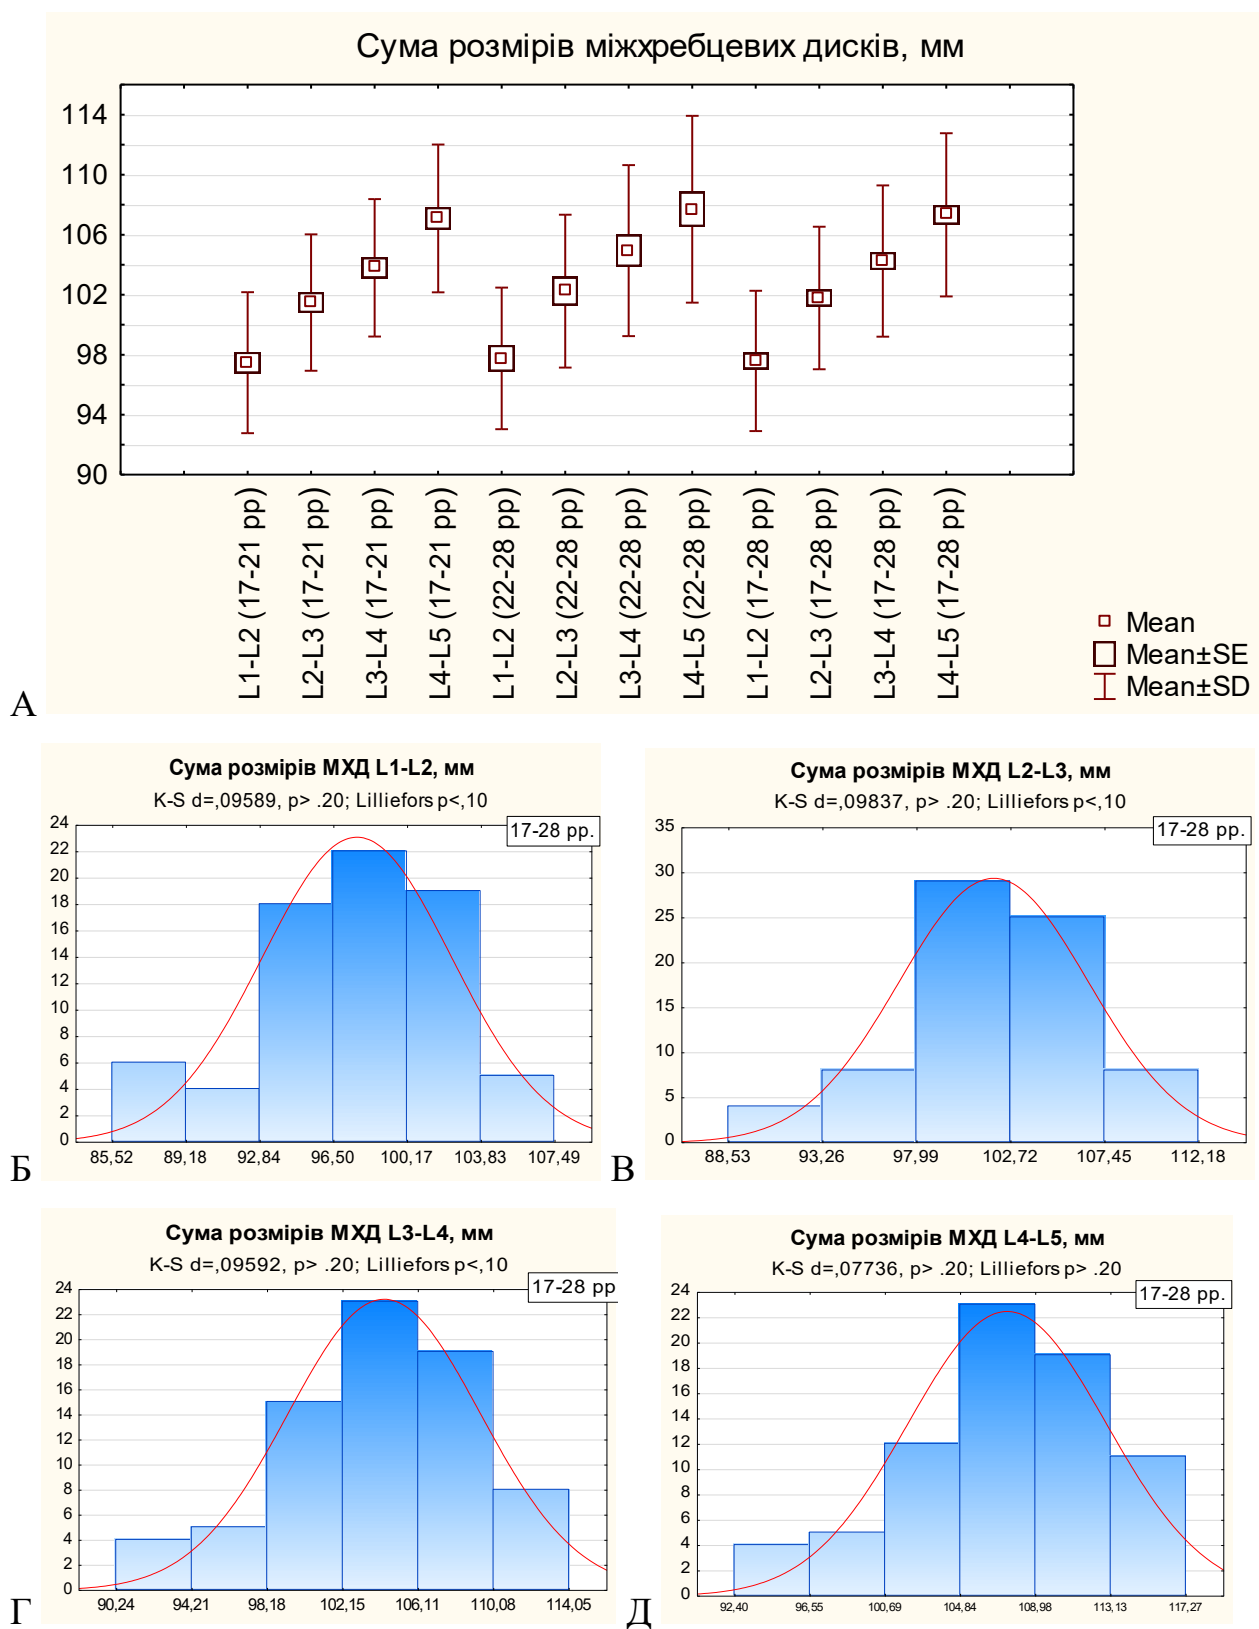 Сума розмірів міжхребцевих дисків, мм
114
110
106
102
98
94
90
L1-L2 (17-21 рр)
L2-L3 (17-21 рр)
L3-L4 (17-21 рр)
L4-L5 (17-21 рр)
L1-L2 (22-28 рр)
L2-L3 (22-28 рр)
L3-L4 (22-28 рр)
L4-L5 (22-28 рр)
L1-L2 (17-28 рр)
L2-L3 (17-28 рр)
L3-L4 (17-28 рр)
L4-L5 (17-28 рр)
Mean
Mean±SE
Mean±SD
А
Сума розмірів МХД L1-L2, мм
K-S d=,09589, p> .20; Lilliefors p<,10
17-28 рр.
24
22
20
18
16
14
12
10
8
6
4
2
0
85,52 89,18 92,84 96,50 100,17 103,83 107,49
Б
Сума розмірів МХД L2-L3, мм
K-S d=,09837, p> .20; Lilliefors p<,10
17-28 рр.
35
30
25
20
15
10
5
0
88,53 93,26 97,99 102,72 107,45 112,18
В
Сума розмірів МХД L3-L4, мм
K-S d=,09592, p> .20; Lilliefors p<,10
17-28 рр
24
22
20
18
16
14
12
10
8
6
4
2
0
90,24 94,21 98,18 102,15 106,11 110,08 114,05
Г
Сума розмірів МХД L4-L5, мм
K-S d=,07736, p> .20; Lilliefors p> .20
17-28 рр.
24
22
20
18
16
14
12
10
8
6
4
2
0
92,40 96,55 100,69 104,84 108,98 113,13 117,27
Д